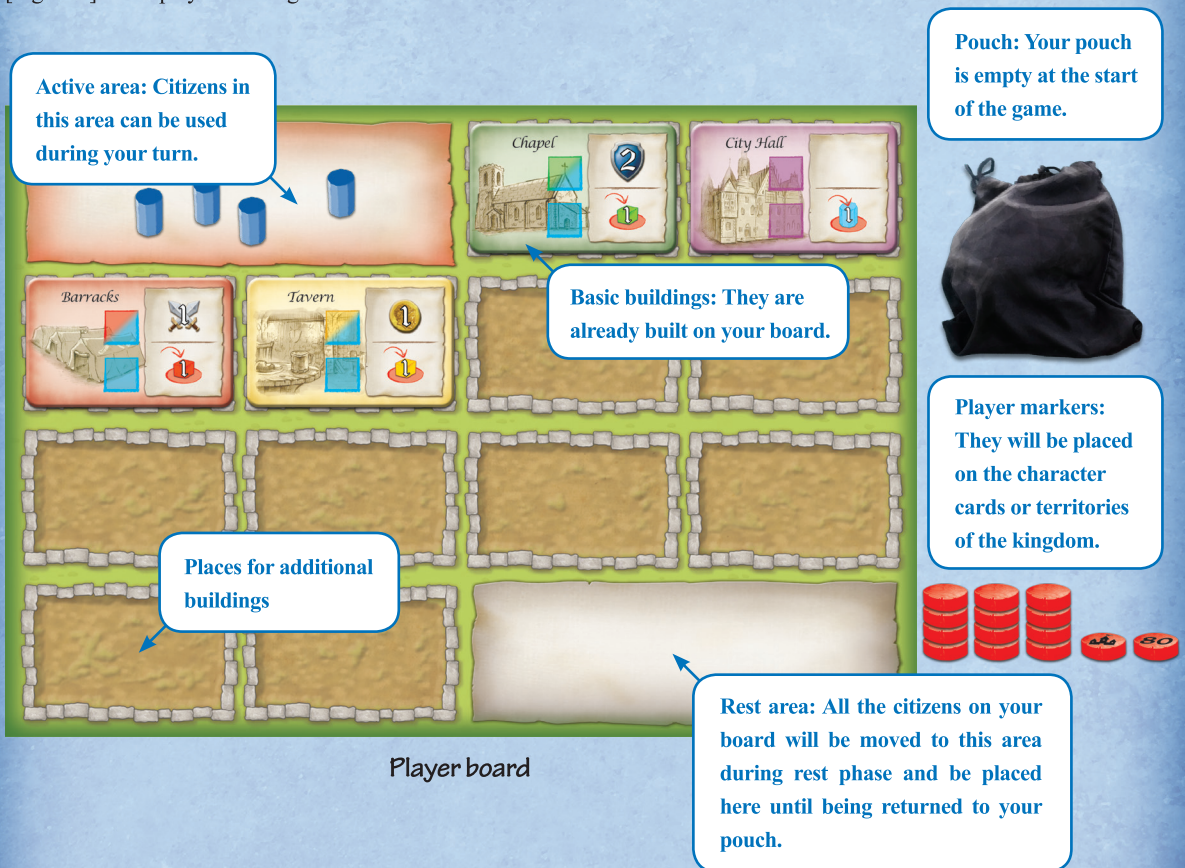 Active area: Citizens in
this area can be used
during your turn.
Pouch: Your pouch
is empty at the start
of the game.
Chapel
2
1
City Hall
1
Barracks
1
1
Tavern
1
1
Basic buildings: They are
already built on your board.
Player markers:
They will be placed
on the character
cards or territories
of the kingdom.
Places for additional
buildings
80
Rest area: All the citizens on your
board will be moved to this area
during rest phase and be placed
here until being returned to your
pouch.
Player board